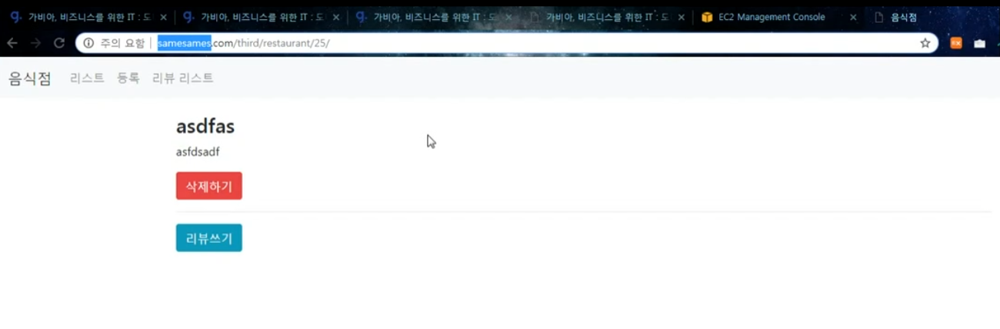 가비아, 비즈니스를 위한 IT : 도 가비아, 비즈니스를 위한 IT : 도 가비아, 비즈니스를 위한 IT : 도 가비아, 비즈니스를 위한 IT : 도 EC2 Management Console 음식점
주의 요함 | samesames.com/third/restaurant/25/
음식점 리스트 등록 리뷰 리스트
asdfas
asfdsadf
삭제하기
리뷰쓰기